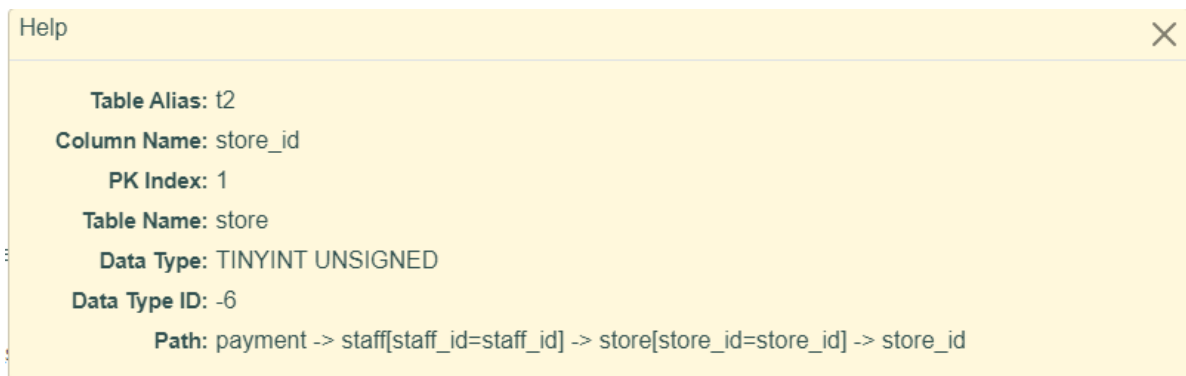 Help
Table Alias: t2
Column Name: store_id
PK Index: 1
Table Name: store
Data Type: TINYINT UNSIGNED
Data Type ID: -6
Path: payment -> staff[staff_id=staff_id] -> store[store_id=store_id] -> store_id